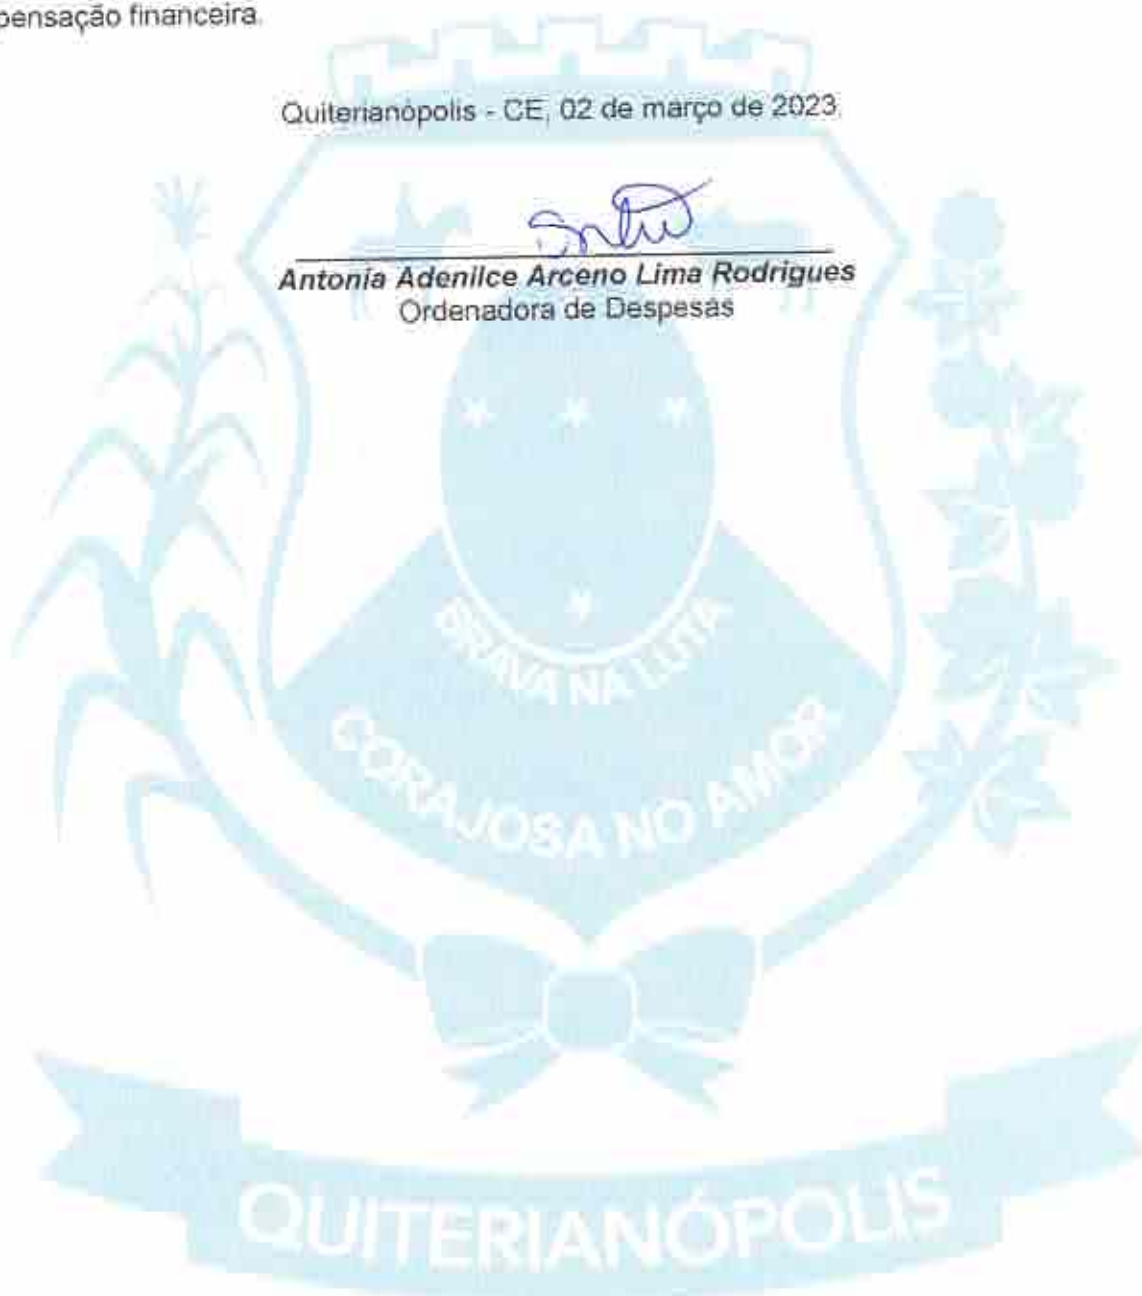 pensação financeira.
Quiterianópolis - CE, 02 de março de 2023.
Antonia Adenilce Arceno Lima Rodrigues
Ordenadora de Despesas
BRAVA NA LUTA
CORAJOSA NO AMOR
QUITERIANÓPOLIS